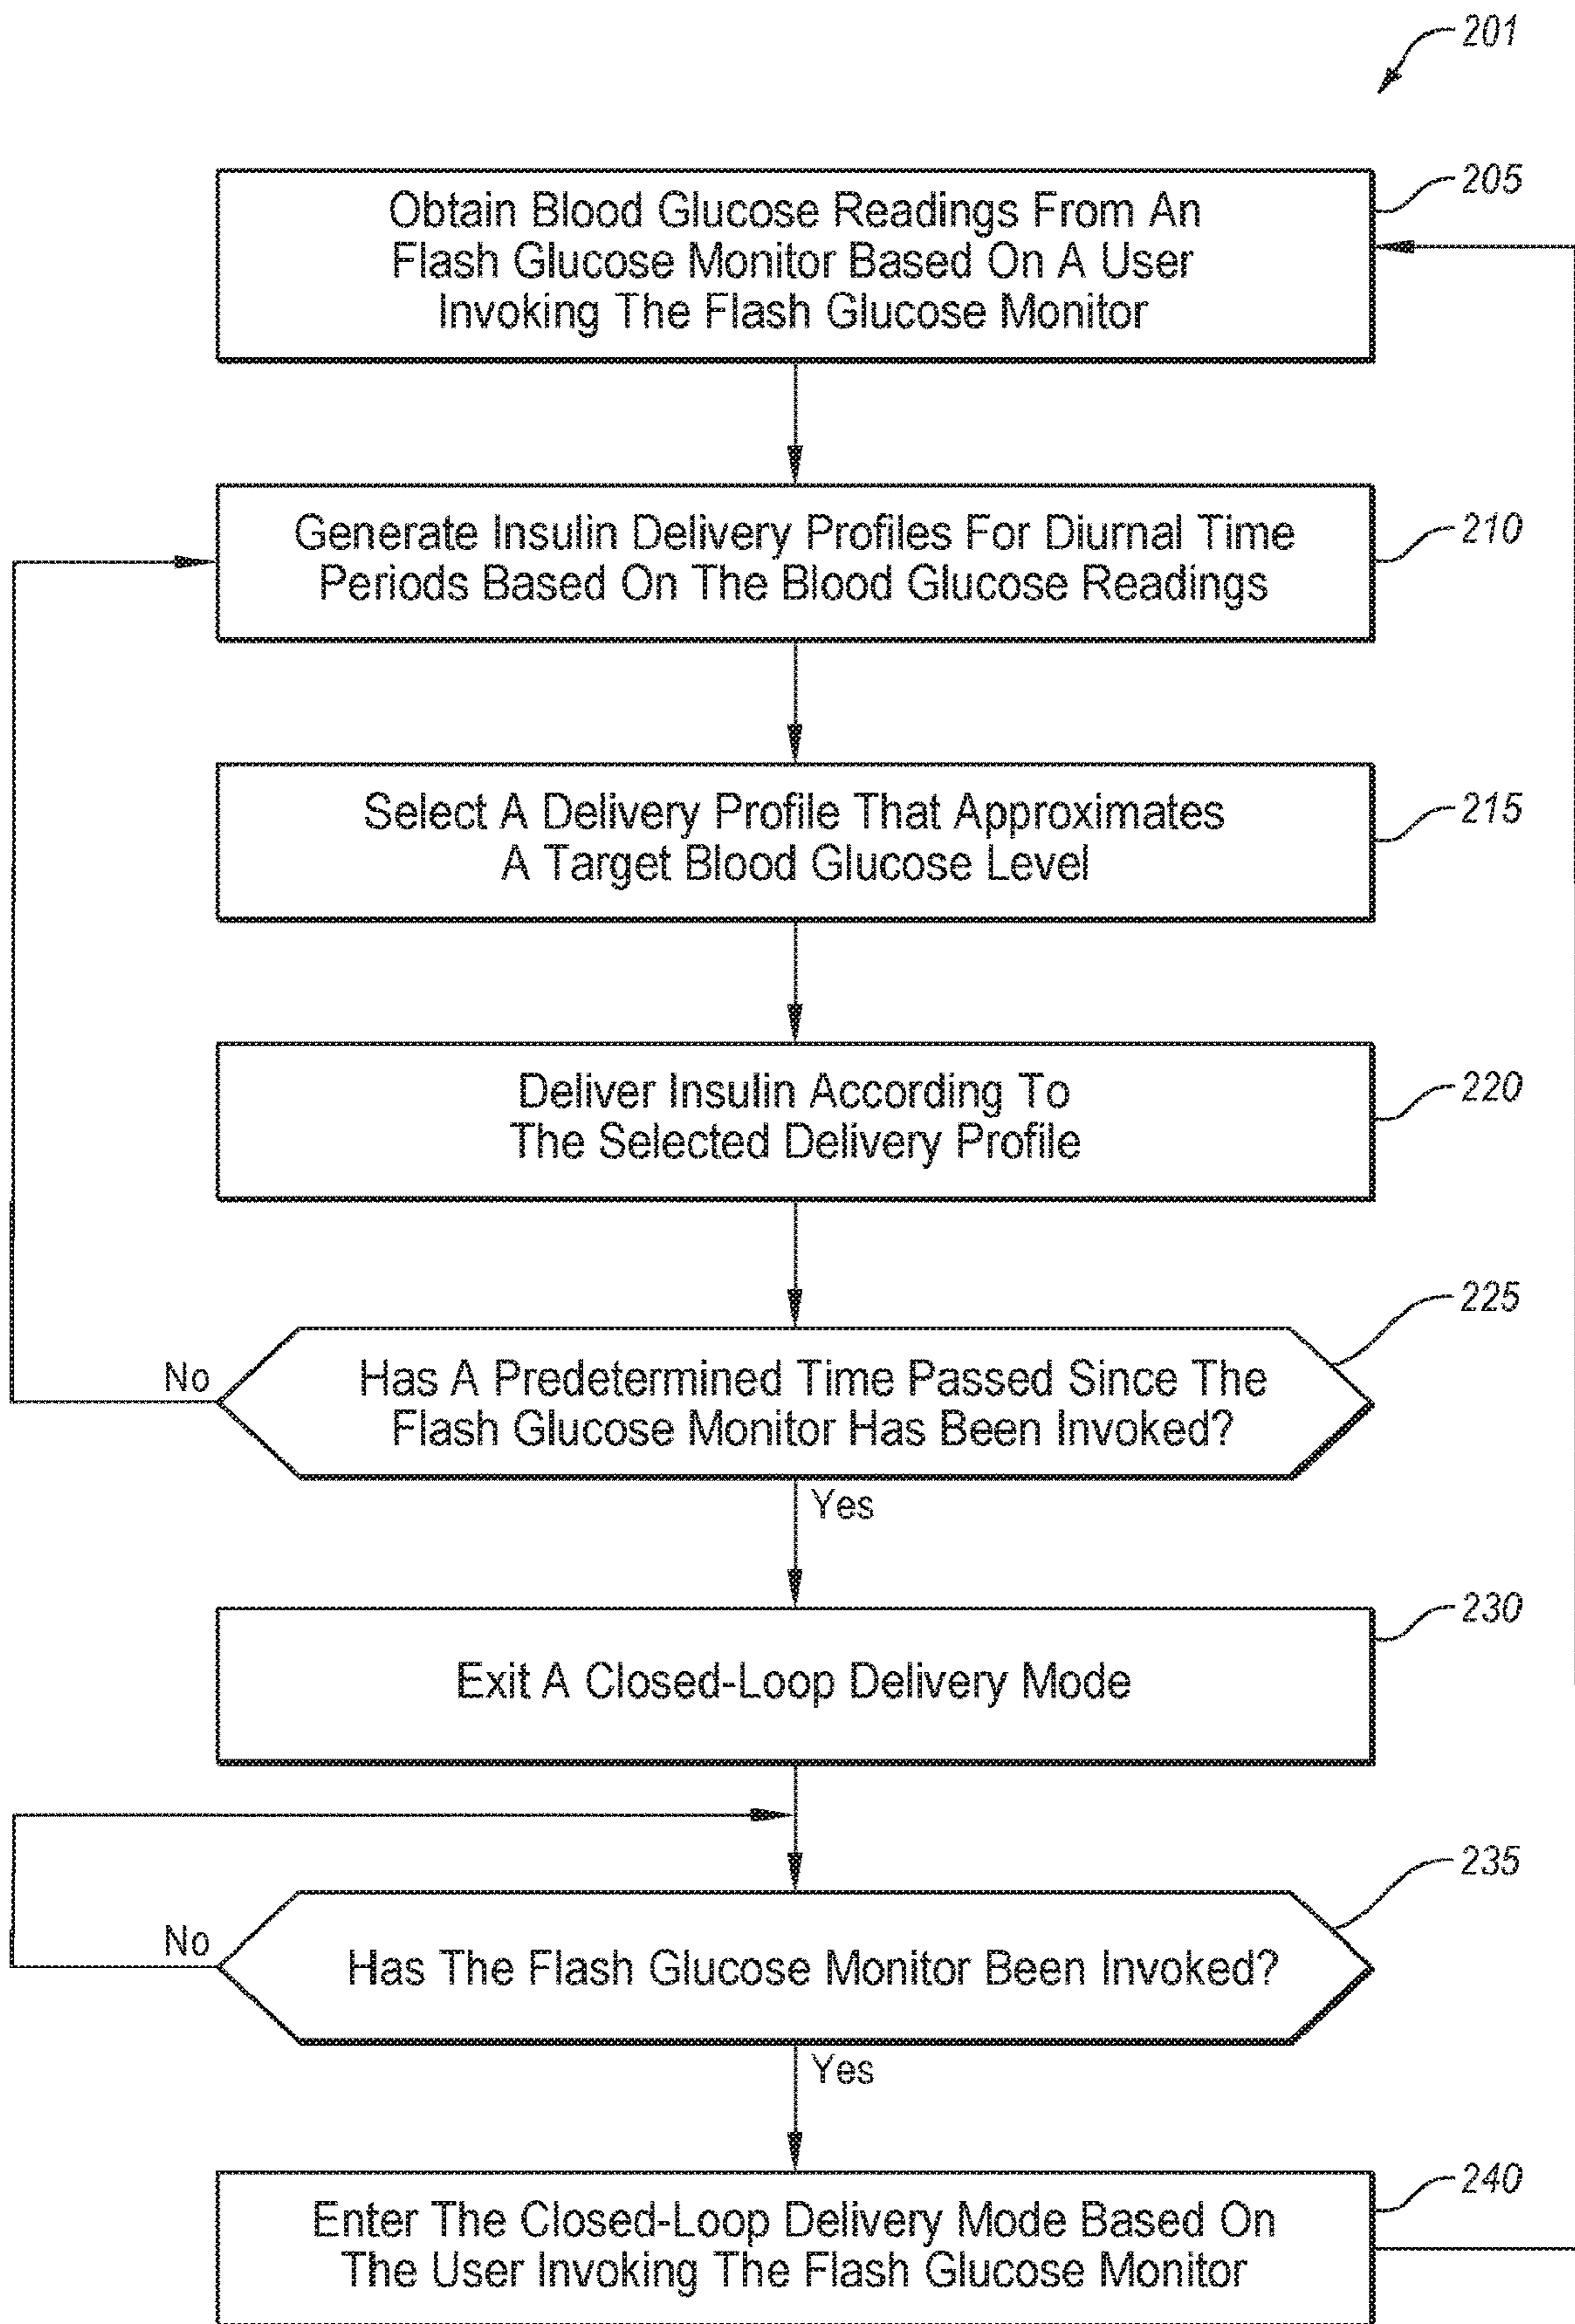 201
205
Obtain Blood Glucose Readings From An
Flash Glucose Monitor Based On A User
Invoking The Flash Glucose Monitor
210
Generate Insulin Delivery Profiles For Diurnal Time
Periods Based On The Blood Glucose Readings
215
Select A Delivery Profile That Approximates
A Target Blood Glucose Level
220
Deliver Insulin According To
The Selected Delivery Profile
225
No
Has A Predetermined Time Passed Since The
Flash Glucose Monitor Has Been Invoked?
Yes
230
Exit A Closed-Loop Delivery Mode
235
No
Has The Flash Glucose Monitor Been Invoked?
Yes
240
Enter The Closed-Loop Delivery Mode Based On
The User Invoking The Flash Glucose Monitor